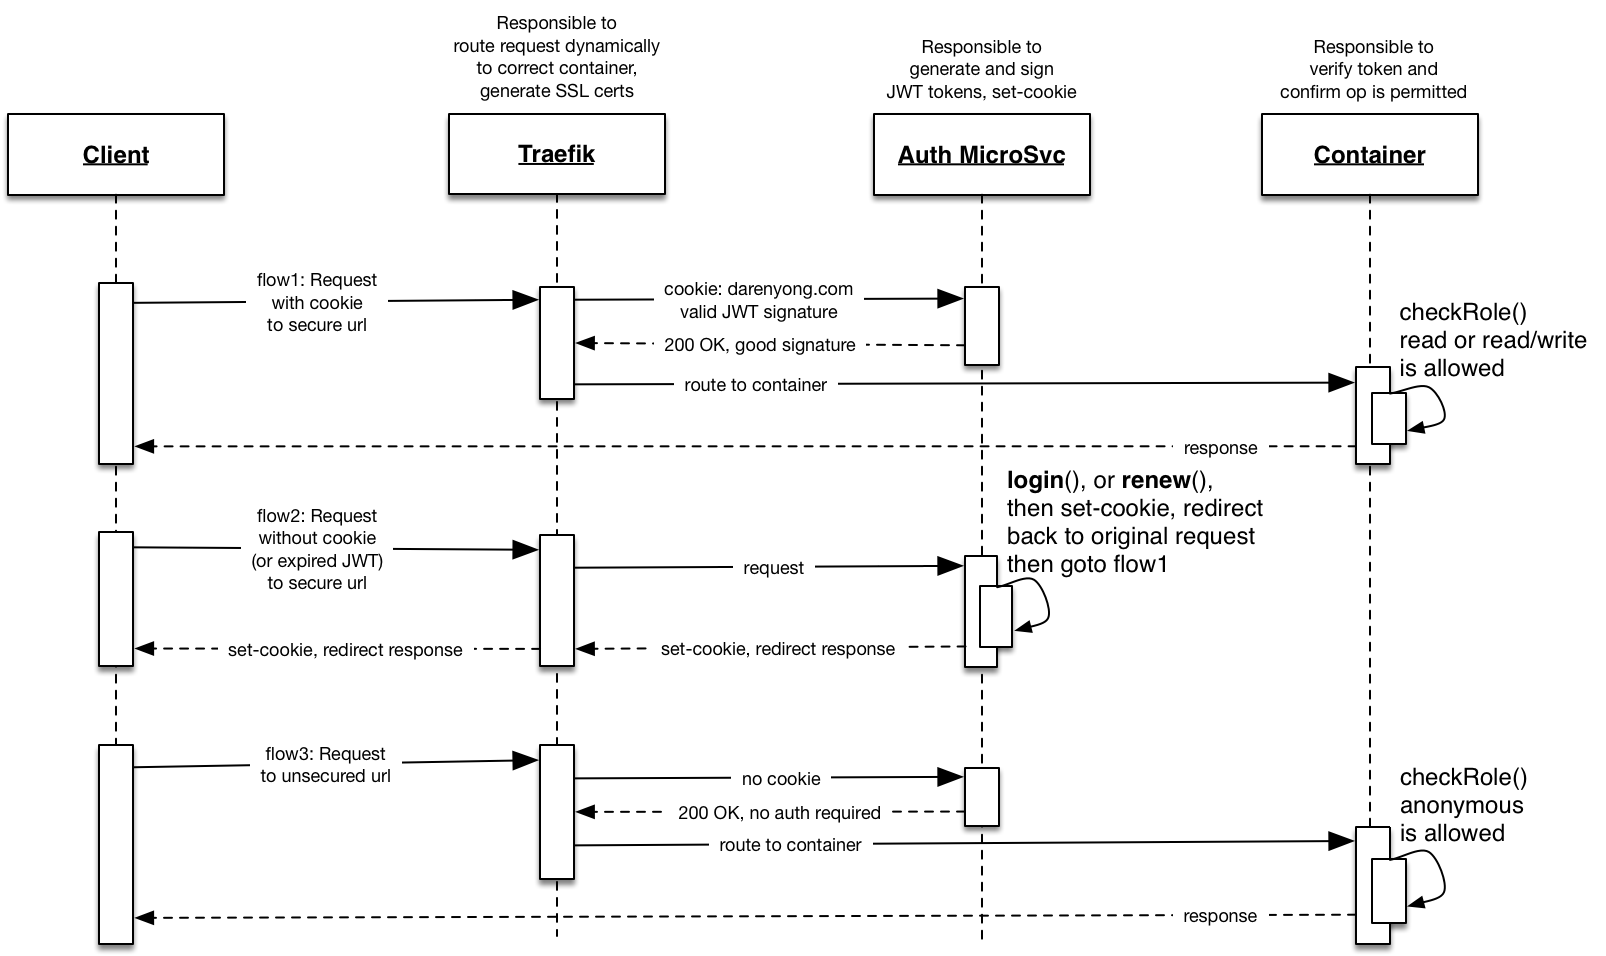 Responsible to
route request dynamically
to correct container,
generate SSL certs
Responsible to
generate and sign
JWT tokens, set-cookie
Responsible to
verify token and
confirm op is permitted
Client
Traefik
Auth MicroSvc
Container
flow1: Request
with cookie
to secure url
cookie: darenyong.com
valid JWT signature
200 OK, good signature
route to container
checkRole()
read or read/write
is allowed
response
login(), or renew(),
then set-cookie, redirect
back to original request
then goto flow1
flow2: Request
without cookie
(or expired JWT)
to secure url
request
set-cookie, redirect response
set-cookie, redirect response
flow3: Request
to unsecured url
no cookie
200 OK, no auth required
route to container
checkRole()
anonymous
is allowed
response